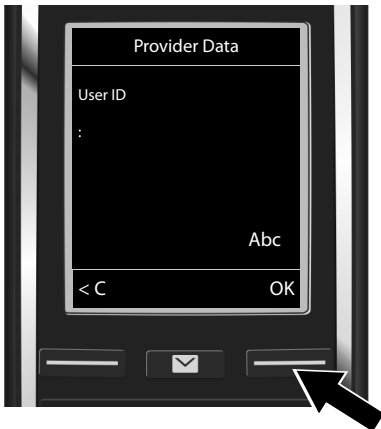 Provider Data
User ID
:
Abc
< C OK